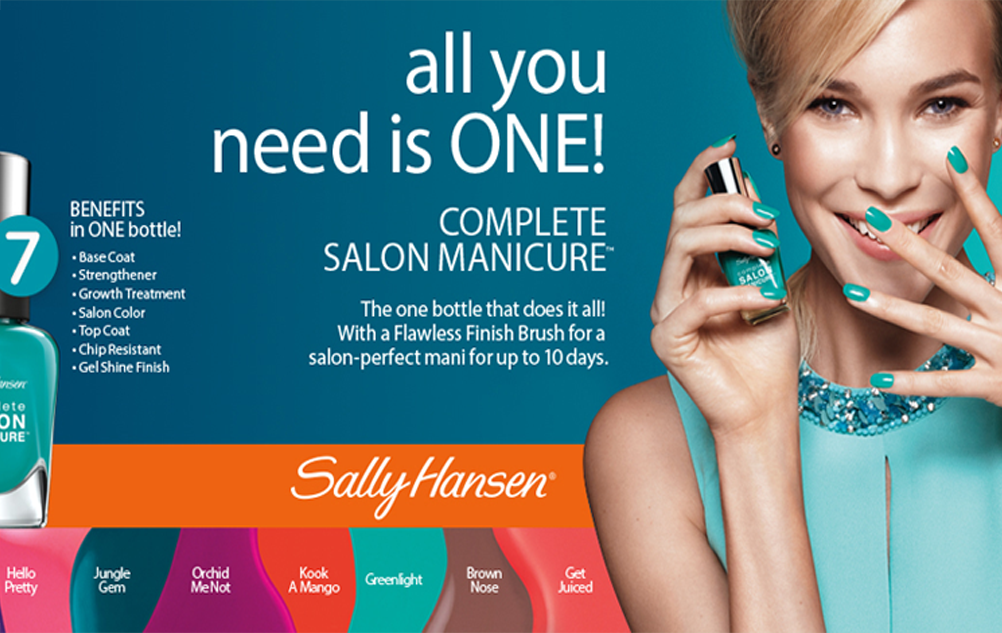 all you
need is ONE!
7
BENEFITS
in ONE bottle!
• Base Coat
• Strengthener
• Growth Treatment
• Salon Color
• Top Coat
• Chip Resistant
• Gel Shine Finish
COMPLETE
SALON MANICURE™
The one bottle that does it all!
With a Flawless Finish Brush for a
salon-perfect mani for up to 10 days.
Sally Hansen®
Hello
Pretty
Jungle
Gem
Orchid
Me Not
Kook
A Mango
Greenlight
Brown
Nose
Get
Juiced